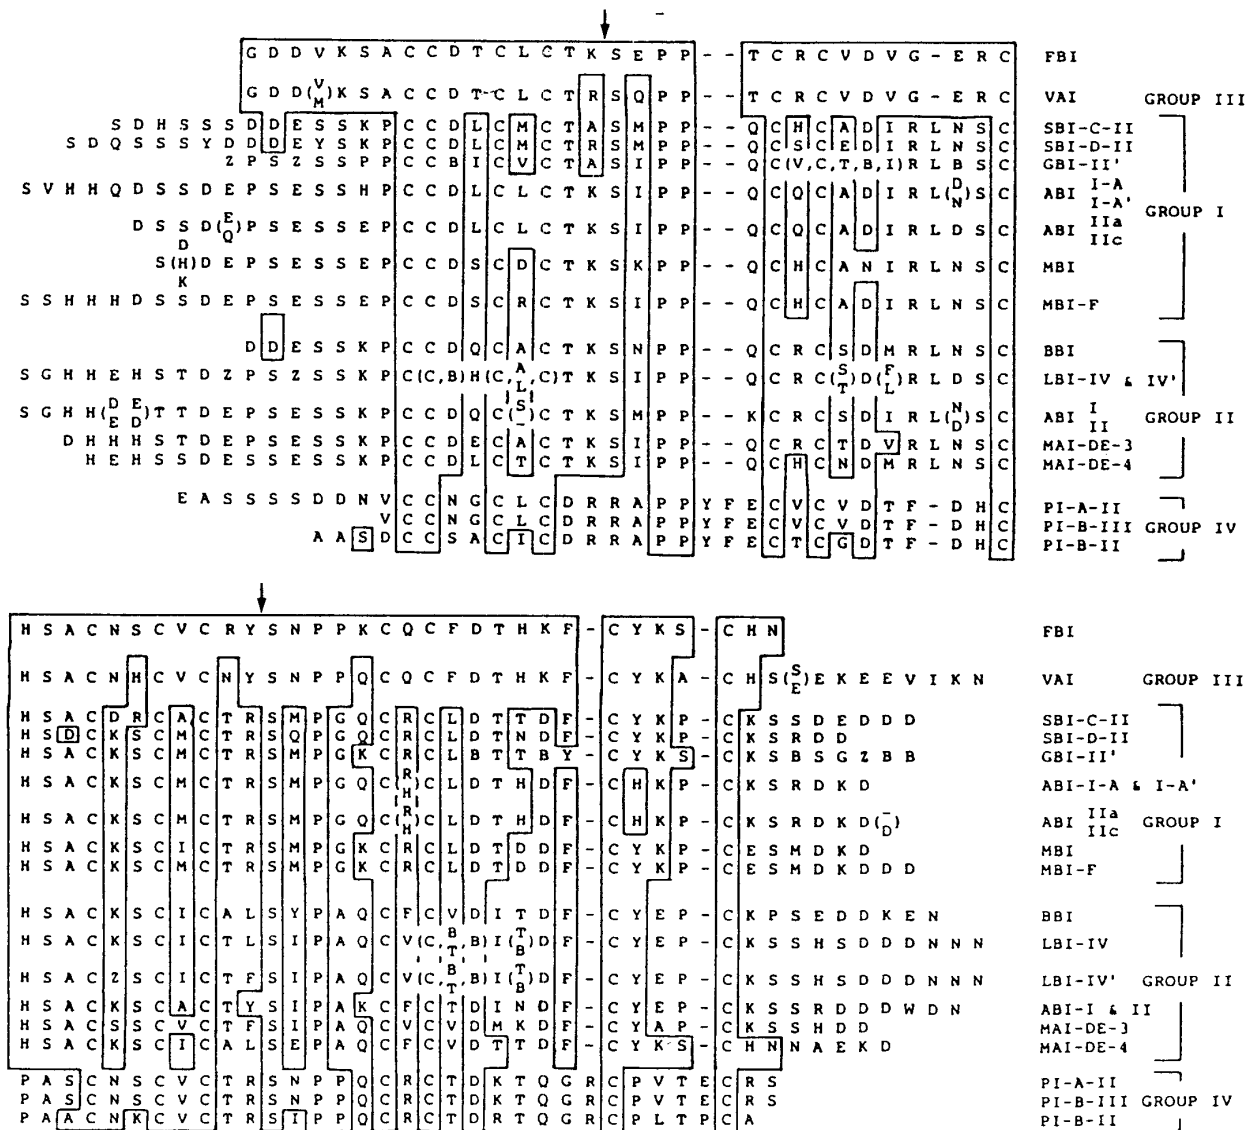 G D D V K S A C C D T C L C T K S E P P - - T C R C V D V G - E R C FBI
G D D ( V M ) K S A C C D T - C L C T R S Q P P - - T C R C V D V G - E R C VAI GROUP III
S D H S S S D D E S S K P C C D L C M C T A S M P P - - Q C H C A D I R L N S C SBI-C-II
S D Q S S S Y D D D E Y S K P C C D L C M C T R S M P P - - Q C S C E D I R L N S C SBI-D-II
Z P S Z S S P P C C B I C V C T A S I P P - - Q C (V, C, T, B, I) R L B S C GBI-II'
S V H H Q D S S D E P S E S S H P C C D L C L C T K S I P P - - Q C Q C A D I R L ( D N ) S C ABI I-A I-A'
GROUP I
D S S D ( E Q ) P S E S S E P C C D L C L C T K S I P P - - Q C Q C A D I R L D S C ABI IIa IIc
S ( D H K ) D E P S E S S E P C C D S C D C T K S K P P - - Q C H C A N I R L N S C MBI
S S H H H D S S D E P S E S S E P C C D S C R C T K S I P P - - Q C H C A D I R L N S C MBI-F
D D E S S K P C C D Q C A C T K S N P P - - Q C R C S D M R L N S C BBI
S G H H E H S T D Z P S Z S S K P C (C, B) H (C, A L , C) T K S I P P - - Q C R C ( S T ) D ( F L ) R L D S C LBI-IV & IV'
S G H H ( D E E D ) T T D E P S E S S K P C C D Q C ( S - ) C T K S M P P - - K C R C S D I R L ( N D ) S C ABI I II GROUP II
D H H H S T D E P S E S S K P C C D E C A C T K S I P P - - Q C R C T D V R L N S C MAI-DE-3
H E H S S D E S S E S S K P C C D L C T C T K S I P P - - Q C H C N D M R L N S C MAI-DE-4
E A S S S S D D N V C C N G C L C D R R A P P Y F E C V C V D T F - D H C PI-A-II
V C C N G C L C D R R A P P Y F E C V C V D T F - D H C PI-B-III GROUP IV
A A S D C C S A C I C D R R A P P Y F E C T C G D T F - D H C PI-B-II
H S A C N S C V C R Y S N P P K C Q C F D T H K F - C Y K S - C H N FBI
H S A C N H C V C N Y S N P P Q C Q C F D T H K F - C Y K A - C H S ( S E ) E K E E V I K N VAI GROUP III
H S A C D R C A C T R S M P G Q C R C L D T T D F - C Y K P - C K S S D E D D D SBI-C-II
H S D C K S C M C T R S Q P G Q C R C L D T N D F - C Y K P - C K S R D D SBI-D-II
H S A C K S C M C T R S M P G K C R C L B T T B Y - C Y K S - C K S B S G Z B B GBI-II'
H S A C K S C M C T R S M P G Q C ( R H ) C L D T H D F - C H K P - C K S R D K D ABI-I-A & I-A'
H S A C K S C M C T R S M P G Q C ( R H ) C L D T H D F - C H K P - C K S R D K D ( - D ) ABI IIa IIc GROUP I
H S A C K S C I C T R S M P G K C R C L D T D D F - C Y K P - C E S M D K D MBI
H S A C K S C M C T R S M P G K C R C L D T D D F - C Y K P - C E S M D K D D D MBI-F
H S A C K S C I C A L S Y P A Q C F C V D I T D F - C Y E P - C K P S E D D K E N BBI
H S A C K S C I C T L S I P A Q C V (C, B T , B) I ( T B ) D F - C Y E P - C K S S H S D D D N N N LBI-IV
H S A C Z S C I C T F S I P A Q C V (C, B T , B) I ( T B ) D F - C Y E P - C K S S H S D D D N N N LBI-IV' GROUP II
H S A C K S C A C T Y S I P A K C F C T D I N D F - C Y E P - C K S S R D D D W D N ABI-I & II
H S A C S S C V C T F S I P A Q C V C V D M K D F - C Y A P - C K S S H D D MAI-DE-3
H S A C K S C I C A L S E P A Q C F C V D T T D F - C Y K S - C H N N A E K D MAI-DE-4
P A S C N S C V C T R S N P P Q C R C T D K T Q G R C P V T E C R S PI-A-II
P A S C N S C V C T R S N P P Q C R C T D K T Q G R C P V T E C R S PI-B-III GROUP IV
P A A C N K C V C T R S I P P Q C R C T D R T Q G R C P L T P C A PI-B-II